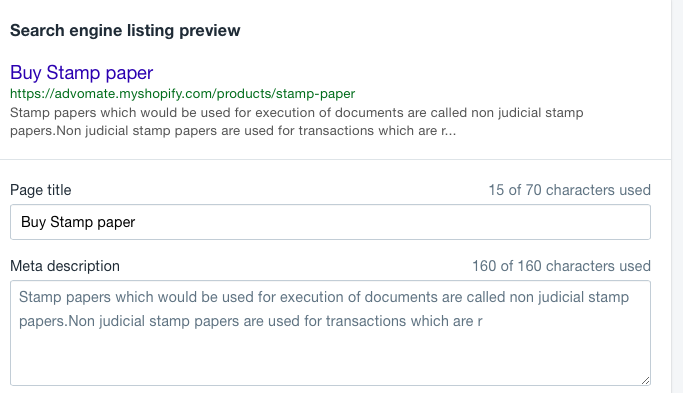 Search engine listing preview
Buy Stamp paper
https://advomate.myshopify.com/products/stamp-paper
Stamp papers which would be used for execution of documents are called non judicial stamp
papers.Non judicial stamp papers are used for transactions which are r...
Page title
15 of 70 characters used
Buy Stamp paper
Meta description
160 of 160 characters used
Stamp papers which would be used for execution of documents are called non judicial stamp
papers.Non judicial stamp papers are used for transactions which are r